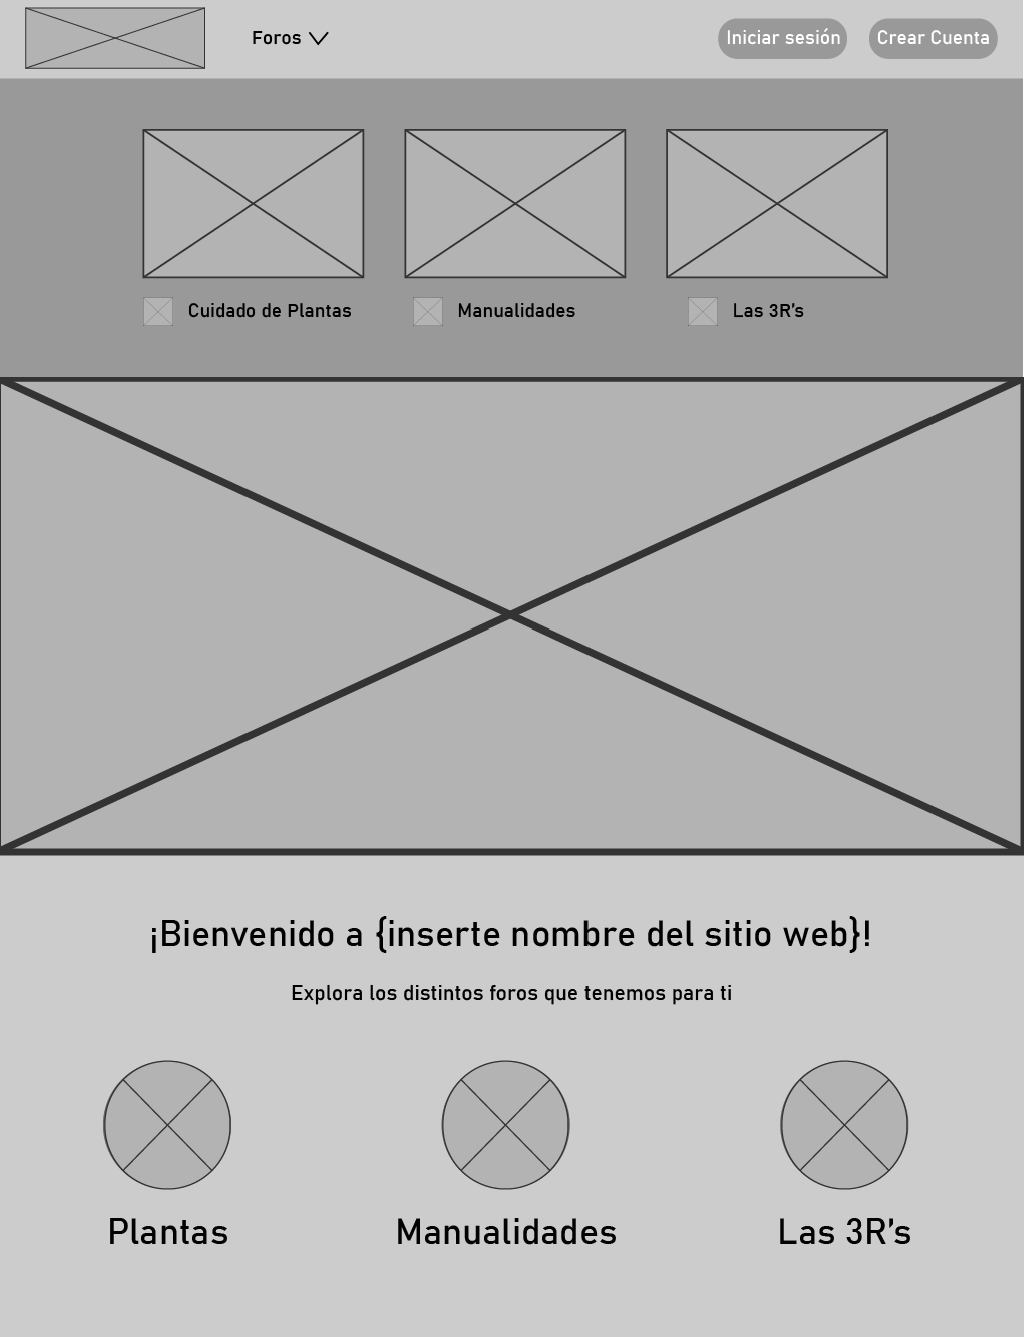 Foros
Iniciar sesión
Crear Cuenta
Cuidado de Plantas
Manualidades
Las 3R's
¡Bienvenido a {inserte nombre del sitio web}!
Explora los distintos foros que tenemos para ti
Plantas
Manualidades
Las 3R's